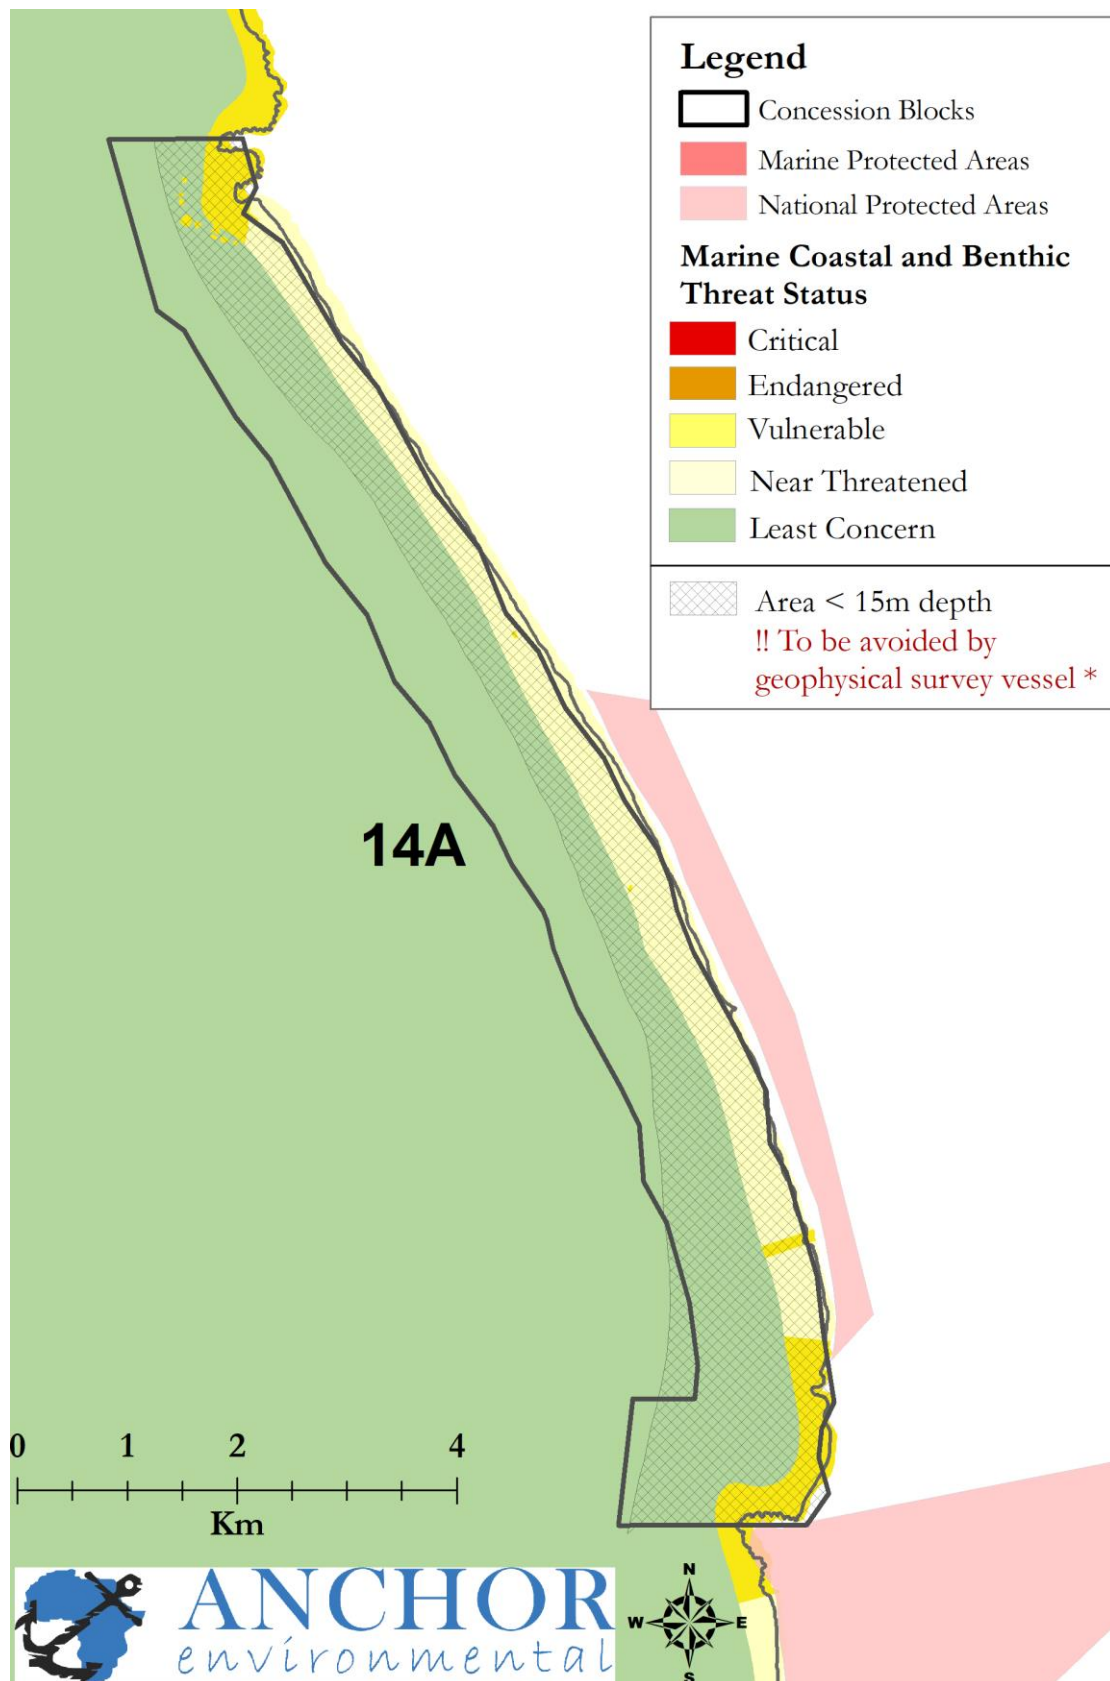 Legend
Concession Blocks
Marine Protected Areas
National Protected Areas
Marine Coastal and Benthic
Threat Status
Critical
Endangered
Vulnerable
Near Threatened
Least Concern
Area < 15m depth
!! To be avoided by
geophysical survey vessel *
14A
0 1 2 4
Km
ANCHOR
environmental
N
W E
S